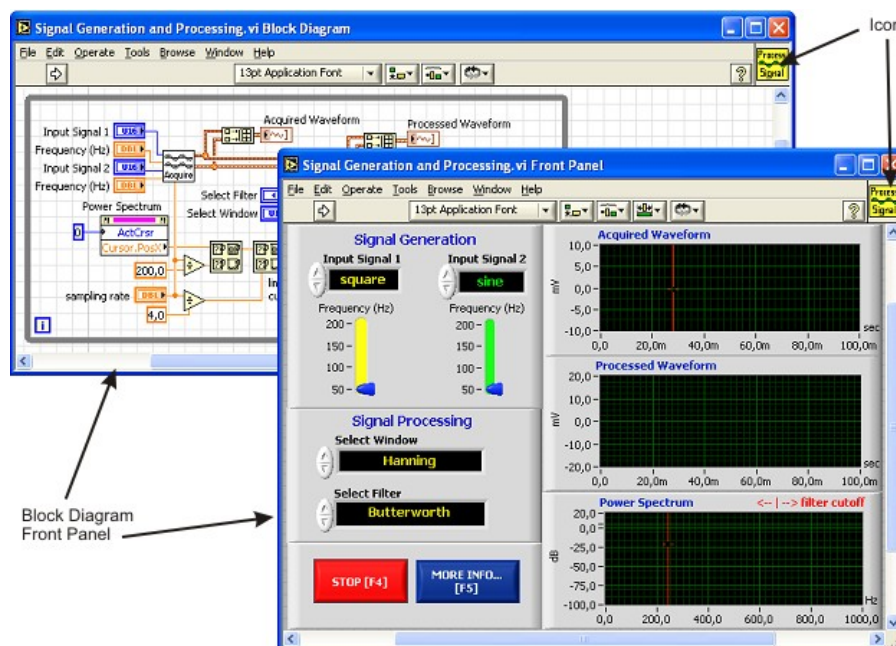 Signal Generation and Processing.vi Block Diagram
File Edit Operate Tools Browse Window Help
Process
Signal
13pt Application Font
Acquired Waveform
Processed Waveform
Input Signal 1 U16
Frequency (Hz) DBL
Input Signal 2 U16
Frequency (Hz) DBL
Acquire
Select Filter
Select Window
Power Spectrum
ActCrsr
0
Cursor.PosX
200,0
sampling rate DBL
4,0
i
Signal Generation and Processing.vi Front Panel
File Edit Operate Tools Browse Window Help
Process
Signal
13pt Application Font
Signal Generation
Input Signal 1
square
Frequency (Hz)
200
150
100
50
Input Signal 2
sine
Frequency (Hz)
200
150
100
50
Signal Processing
Select Window
Hanning
Select Filter
Butterworth
STOP [F4]
MORE INFO...
[F5]
Acquired Waveform
mV
10,0
5,0
0,0
-5,0
-10,0
0,0 20,0m 40,0m 60,0m 80,0m 100,0m
sec
Processed Waveform
mV
20,0
10,0
0,0
-10,0
-20,0
0,0 20,0m 40,0m 60,0m 80,0m 100,0m
sec
Power Spectrum <-- | --> filter cutoff
dB
20,0
0,0
-25,0
-50,0
-75,0
-100,0
0,0 200,0 400,0 600,0 800,0 1000,0
Hz
Block Diagram
Front Panel